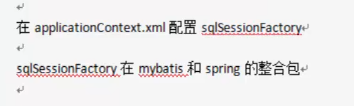 在 applicationContext.xml 配置 sqlSessionFactory
sqlSessionFactory 在 mybatis 和 spring 的整合包